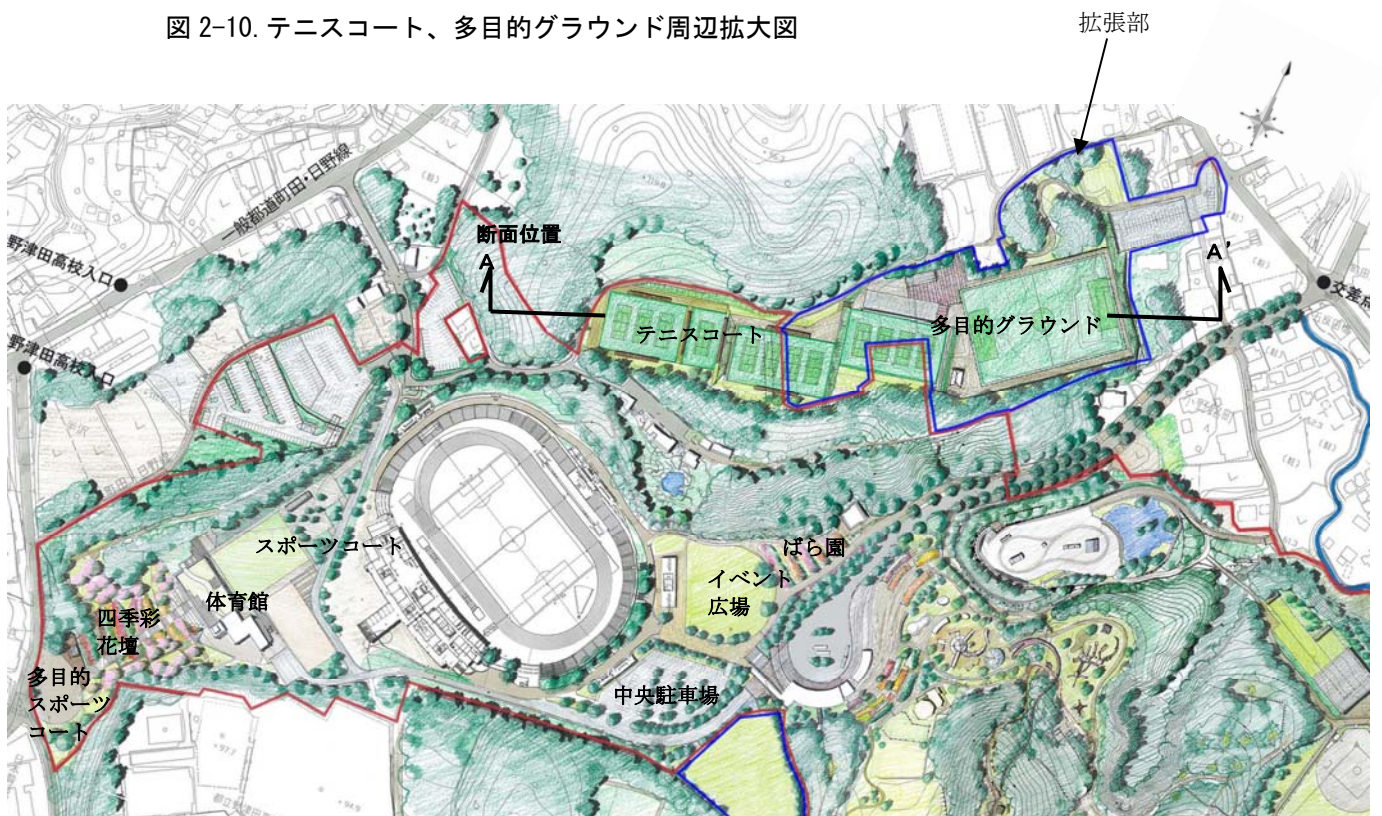 図 2-10. テニスコート、多目的グラウンド周辺拡大図
拡張部
一般都道町田・日野線
断面位置
A
A'
野津田高校入口
交差点
テニスコート
多目的グラウンド
野津田高校入口
スポーツコート
ばら園
イベント
広場
体育館
四季彩
花壇
多目的
スポーツ
コート
中央駐車場
97.7
94.9